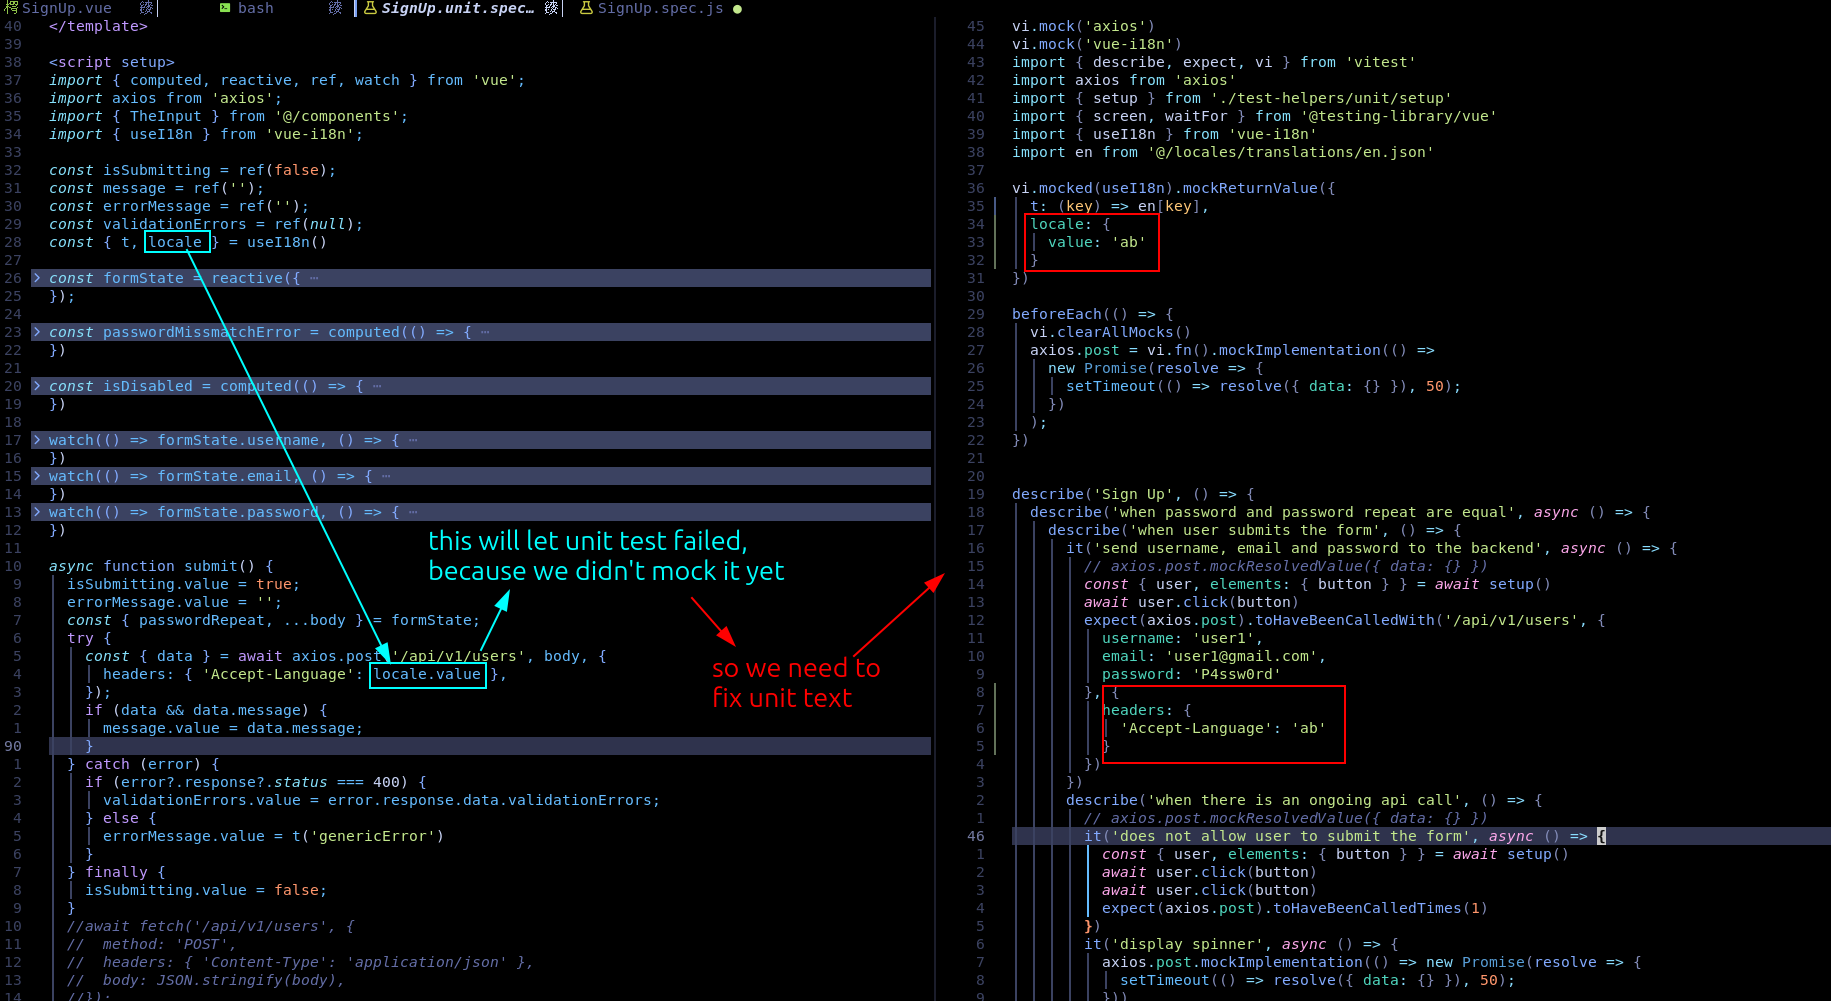 SignUp.vue
bash
SignUp.unit.spec…
SignUp.spec.js ●
40 </template>
39
38 <script setup>
37 import { computed, reactive, ref, watch } from 'vue';
36 import axios from 'axios';
35 import { TheInput } from '@/components';
34 import { useI18n } from 'vue-i18n';
33
32 const isSubmitting = ref(false);
31 const message = ref('');
30 const errorMessage = ref('');
29 const validationErrors = ref(null);
28 const { t, locale } = useI18n()
27
26 const formState = reactive({ ⋯
25 });
24
23 const passwordMissmatchError = computed(() => { ⋯
22 })
21
20 const isDisabled = computed(() => { ⋯
19 })
18
17 watch(() => formState.username, () => { ⋯
16 })
15 watch(() => formState.email, () => { ⋯
14 })
13 watch(() => formState.password, () => { ⋯
12 })
11
10 async function submit() {
9 isSubmitting.value = true;
8 errorMessage.value = '';
7 const { passwordRepeat, ...body } = formState;
6 try {
5 const { data } = await axios.post('/api/v1/users', body, {
4 headers: { 'Accept-Language': locale.value },
3 });
2 if (data && data.message) {
1 message.value = data.message;
90 }
1 } catch (error) {
2 if (error?.response?.status === 400) {
3 validationErrors.value = error.response.data.validationErrors;
4 } else {
5 errorMessage.value = t('genericError')
6 }
7 } finally {
8 isSubmitting.value = false;
9 }
10 //await fetch('/api/v1/users', {
11 //  method: 'POST',
12 //  headers: { 'Content-Type': 'application/json' },
13 //  body: JSON.stringify(body),
14 //});
this will let unit test failed,
because we didn't mock it yet
so we need to
fix unit text
45 vi.mock('axios')
44 vi.mock('vue-i18n')
43 import { describe, expect, vi } from 'vitest'
42 import axios from 'axios'
41 import { setup } from './test-helpers/unit/setup'
40 import { screen, waitFor } from '@testing-library/vue'
39 import { useI18n } from 'vue-i18n'
38 import en from '@/locales/translations/en.json'
37
36 vi.mocked(useI18n).mockReturnValue({
35 t: (key) => en[key],
34 locale: {
33 value: 'ab'
32 }
31 })
30
29 beforeEach(() => {
28 vi.clearAllMocks()
27 axios.post = vi.fn().mockImplementation(() =>
26 new Promise(resolve => {
25 setTimeout(() => resolve({ data: {} }), 50);
24 })
23 );
22 })
21
20
19 describe('Sign Up', () => {
18 describe('when password and password repeat are equal', async () => {
17 describe('when user submits the form', () => {
16 it('send username, email and password to the backend', async () => {
15 // axios.post.mockResolvedValue({ data: {} })
14 const { user, elements: { button } } = await setup()
13 await user.click(button)
12 expect(axios.post).toHaveBeenCalledWith('/api/v1/users', {
11 username: 'user1',
10 email: 'user1@gmail.com',
9 password: 'P4ssw0rd'
8 }, {
7 headers: {
6 'Accept-Language': 'ab'
5 }
4 })
3 })
2 describe('when there is an ongoing api call', () => {
1 // axios.post.mockResolvedValue({ data: {} })
46 it('does not allow user to submit the form', async () => {
1 const { user, elements: { button } } = await setup()
2 await user.click(button)
3 await user.click(button)
4 expect(axios.post).toHaveBeenCalledTimes(1)
5 })
6 it('display spinner', async () => {
7 axios.post.mockImplementation(() => new Promise(resolve => {
8 setTimeout(() => resolve({ data: {} }), 50);
9 }))